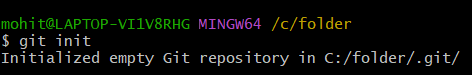 mohit@LAPTOP-VI1V8RHG MINGW64 /c/folder
$ git init
Initialized empty Git repository in C:/folder/.git/